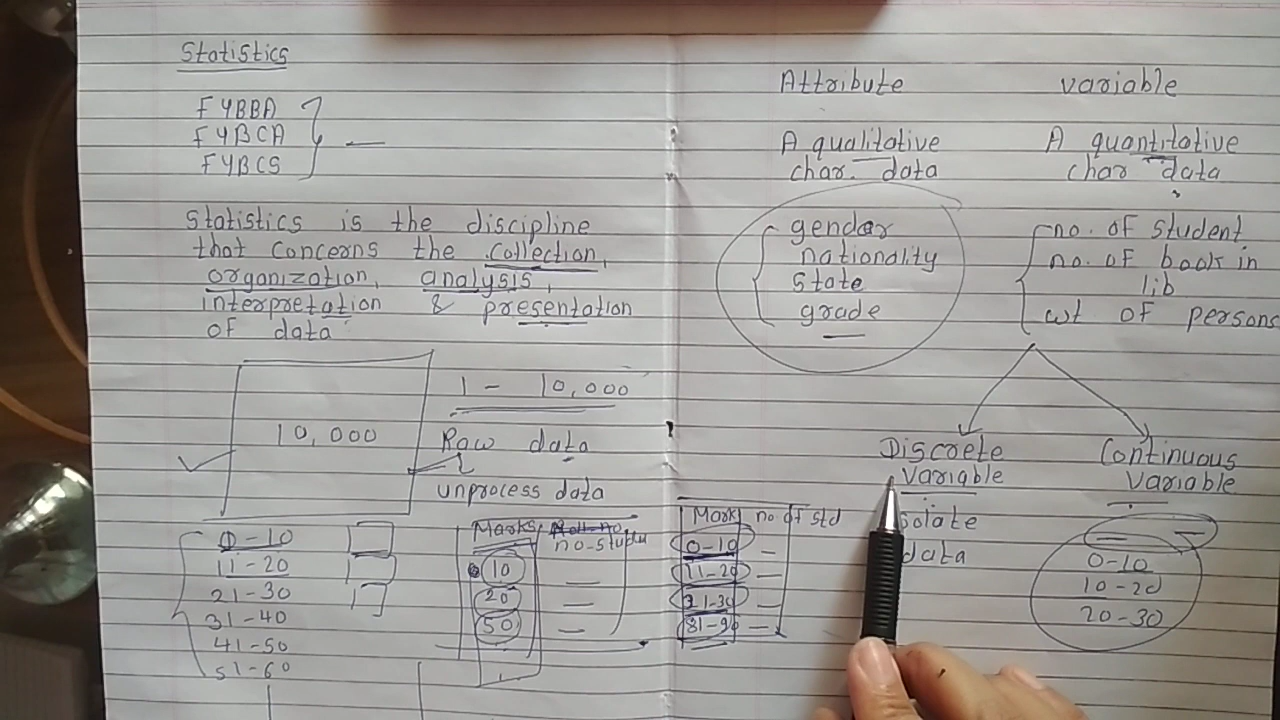 Statistics
FYBBA
FYBCA
FYBCS
Statistics is the discipline
that concerns the collection,
organization, analysis,
interpretation & presentation
of data
1 - 10,000
10,000
Raw data
unprocess data
0-10
11-20
21-30
31-40
41-50
51-60
Marks
10
20
50
Marks no of std
0-10 -
11-20 -
21-30 -
81-90 -
Attribute
A qualitative
char. data
gender
nationality
state
grade
variable
A quantitative
char data
no. of student
no. of book in
lib
wt of persons
Discrete
Variable
data
Continuous
Variable
0-10
10-20
20-30